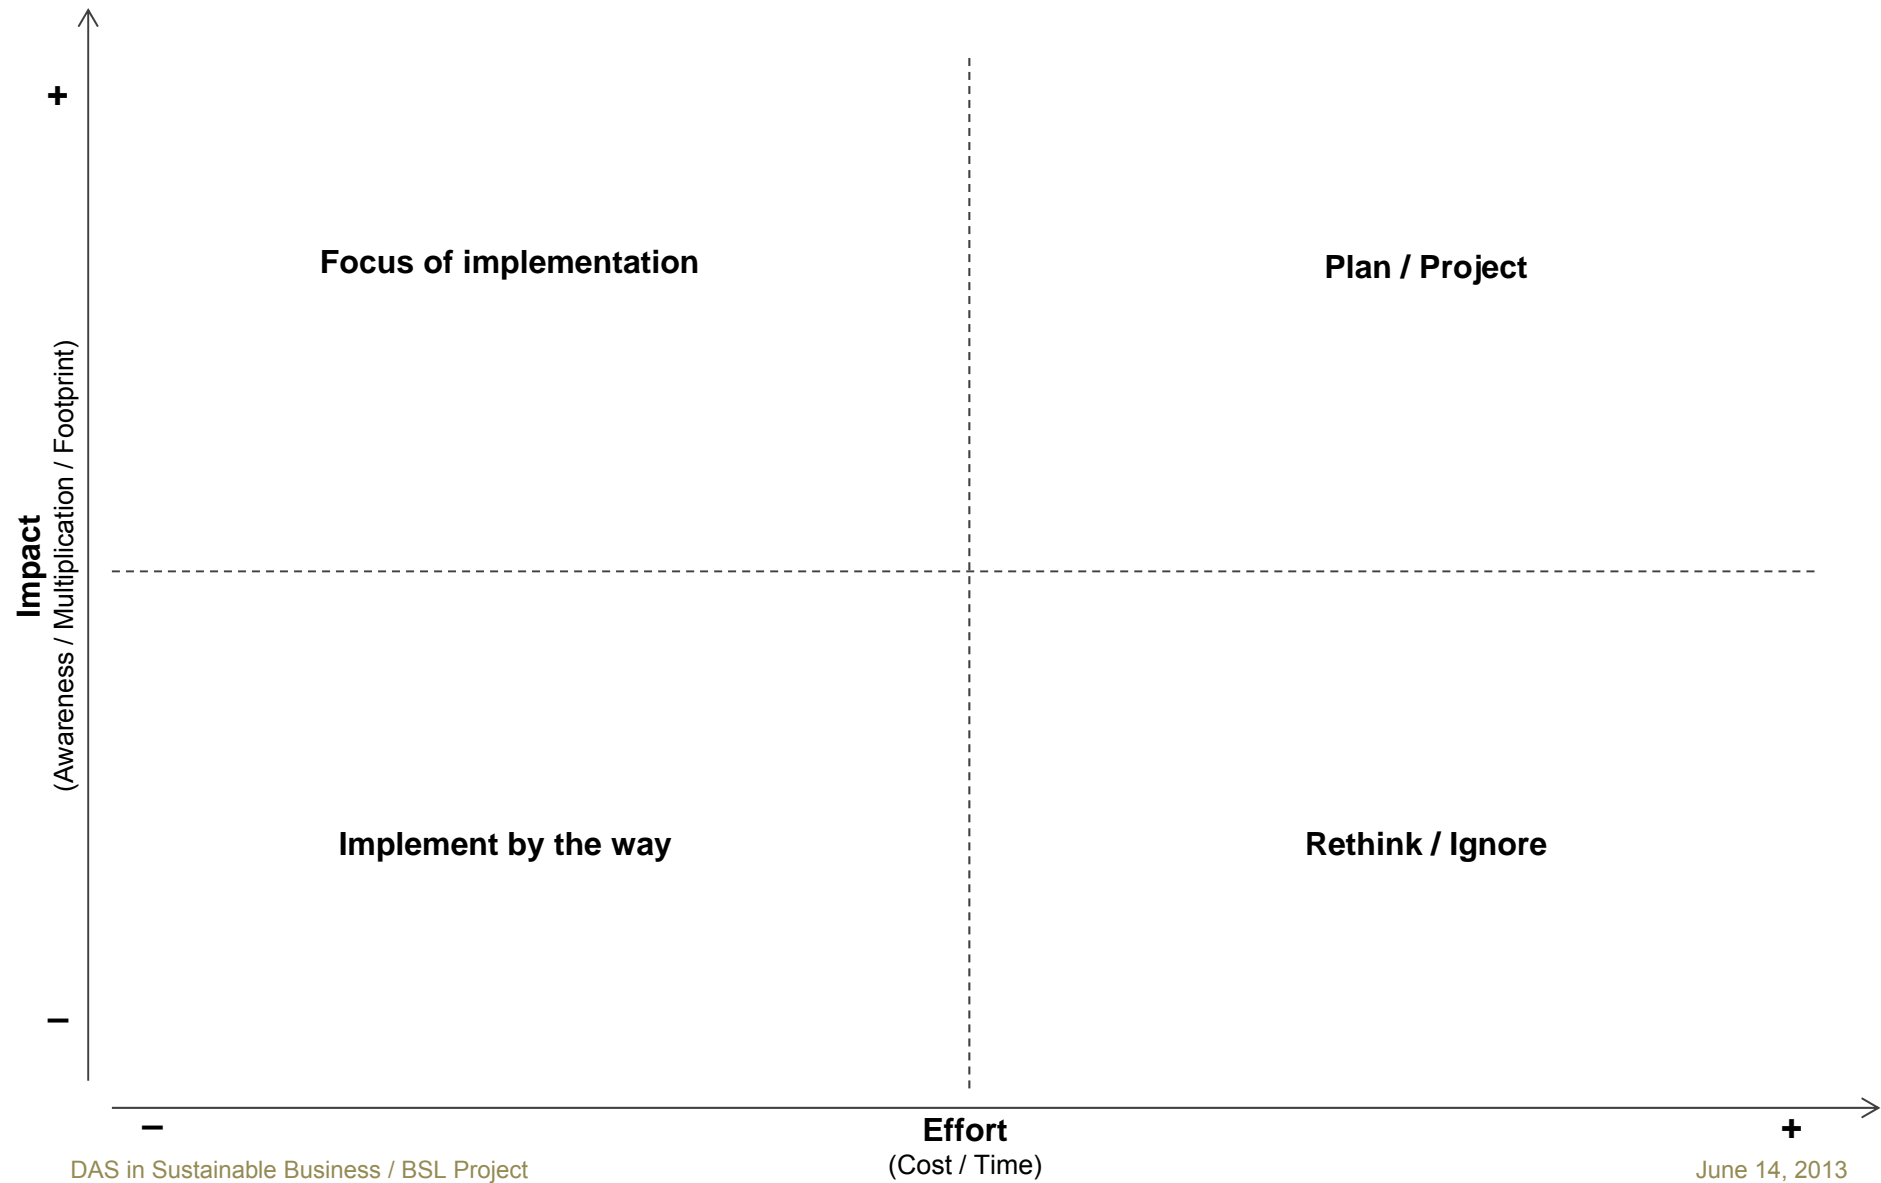 +
Focus of implementation
Plan / Project
Impact
(Awareness / Multiplication / Footprint)
Implement by the way
Rethink / Ignore
–
–
Effort
+
(Cost / Time)
DAS in Sustainable Business / BSL Project
June 14, 2013